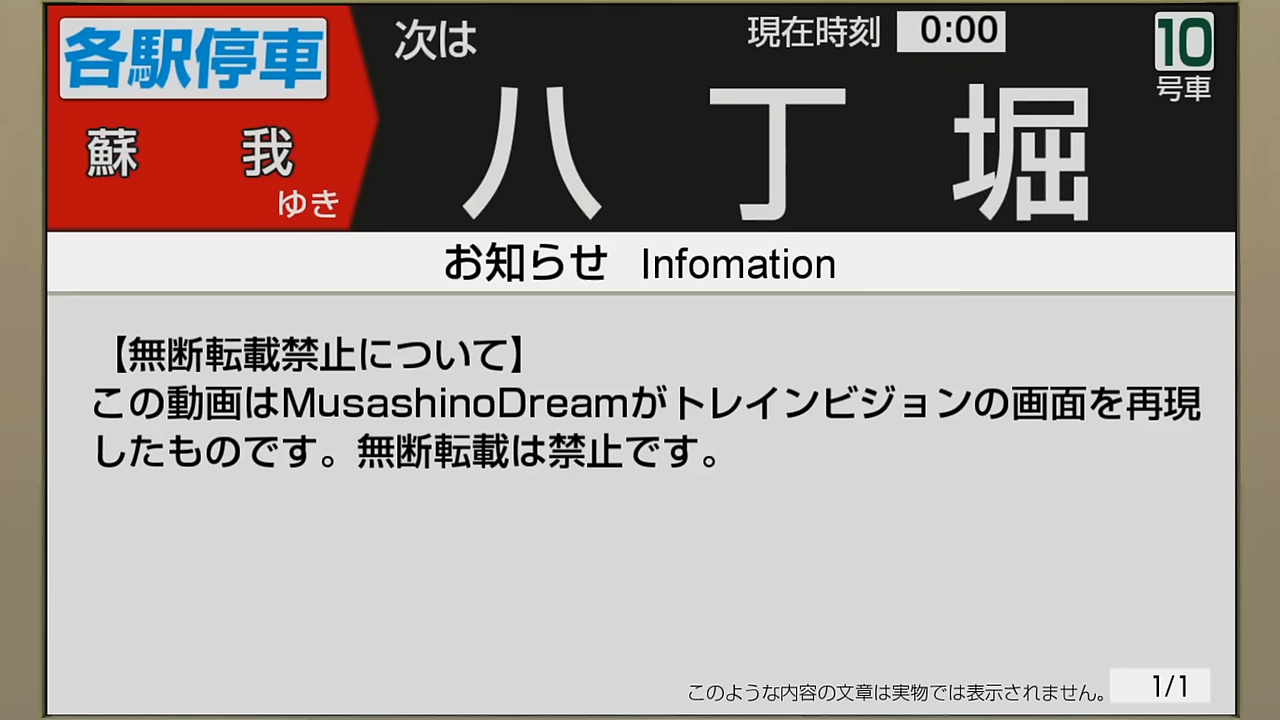 各駅停車
蘇我
ゆき
次は
八丁堀
現在時刻 0:00
10
号車
お知らせ Infomation
【無断転載禁止について】
この動画はMusashinoDreamがトレインビジョンの画面を再現
したものです。無断転載は禁止です。
このような内容の文章は実物では表示されません。
1/1